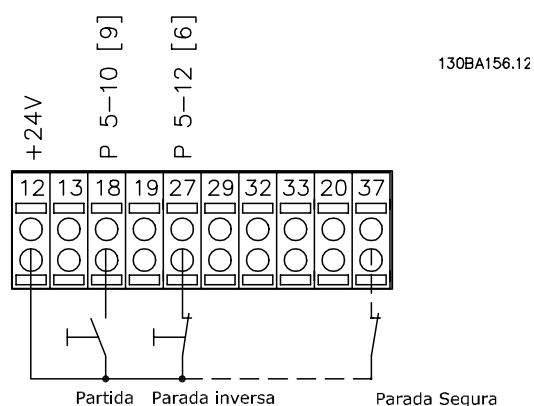 130BA156.12
+24V
P 5-10 [9]
P 5-12 [6]
12 13 18 19 27 29 32 33 20 37
Partida Parada inversa Parada Segura